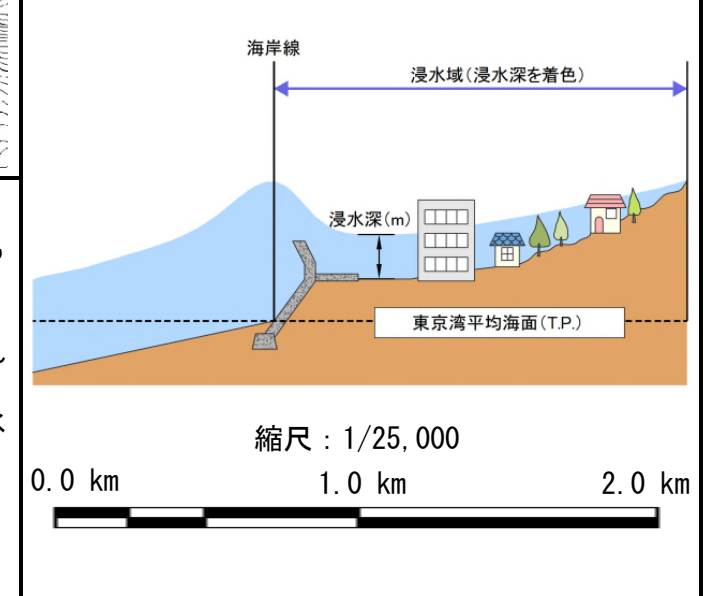 海岸線
浸水域(浸水深を着色)
浸水深(m)
東京湾平均海面(T.P.)
縮尺:1/25,000
0.0 km 1.0 km 2.0 km